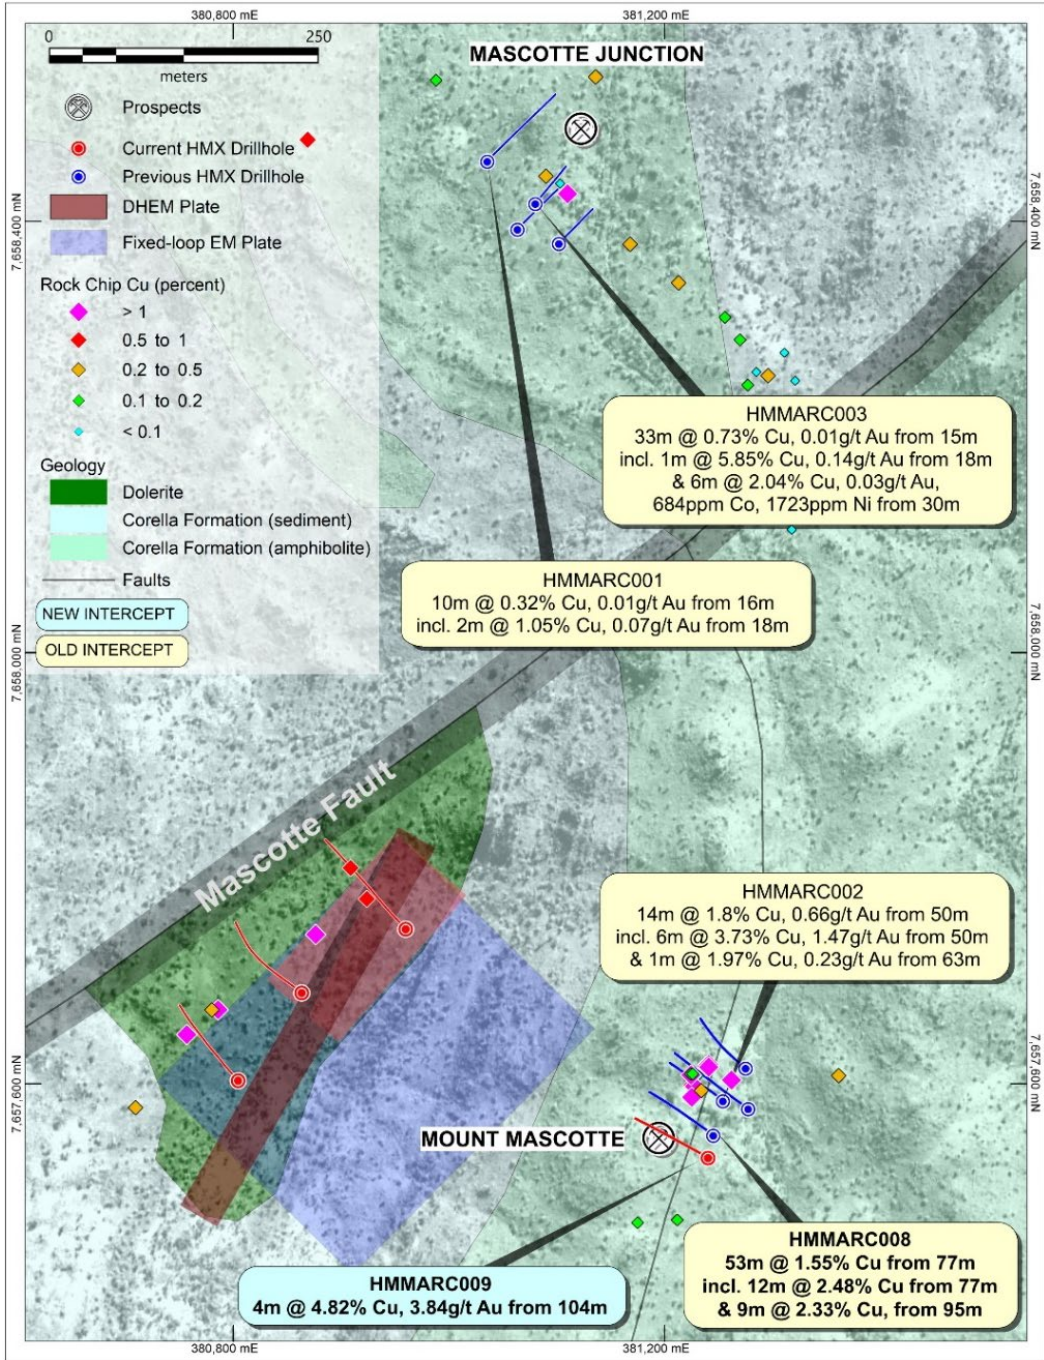 380,800 mE
381,200 mE
0
250
meters
Prospects
Current HMX Drillhole
Previous HMX Drillhole
DHEM Plate
Fixed-loop EM Plate
Rock Chip Cu (percent)
> 1
0.5 to 1
0.2 to 0.5
0.1 to 0.2
< 0.1
Geology
Dolerite
Corella Formation (sediment)
Corella Formation (amphibolite)
Faults
NEW INTERCEPT
OLD INTERCEPT
MASCOTTE JUNCTION
7,658,400 mN
7,658,400 mN
HMMARC003
33m @ 0.73% Cu, 0.01g/t Au from 15m
incl. 1m @ 5.85% Cu, 0.14g/t Au from 18m
& 6m @ 2.04% Cu, 0.03g/t Au,
684ppm Co, 1723ppm Ni from 30m
HMMARC001
10m @ 0.32% Cu, 0.01g/t Au from 16m
incl. 2m @ 1.05% Cu, 0.07g/t Au from 18m
7,658,000 mN
7,658,000 mN
Mascotte Fault
HMMARC002
14m @ 1.8% Cu, 0.66g/t Au from 50m
incl. 6m @ 3.73% Cu, 1.47g/t Au from 50m
& 1m @ 1.97% Cu, 0.23g/t Au from 63m
7,657,600 mN
7,657,600 mN
MOUNT MASCOTTE
HMMARC008
53m @ 1.55% Cu from 77m
incl. 12m @ 2.48% Cu from 77m
& 9m @ 2.33% Cu, from 95m
HMMARC009
4m @ 4.82% Cu, 3.84g/t Au from 104m
380,800 mE
381,200 mE